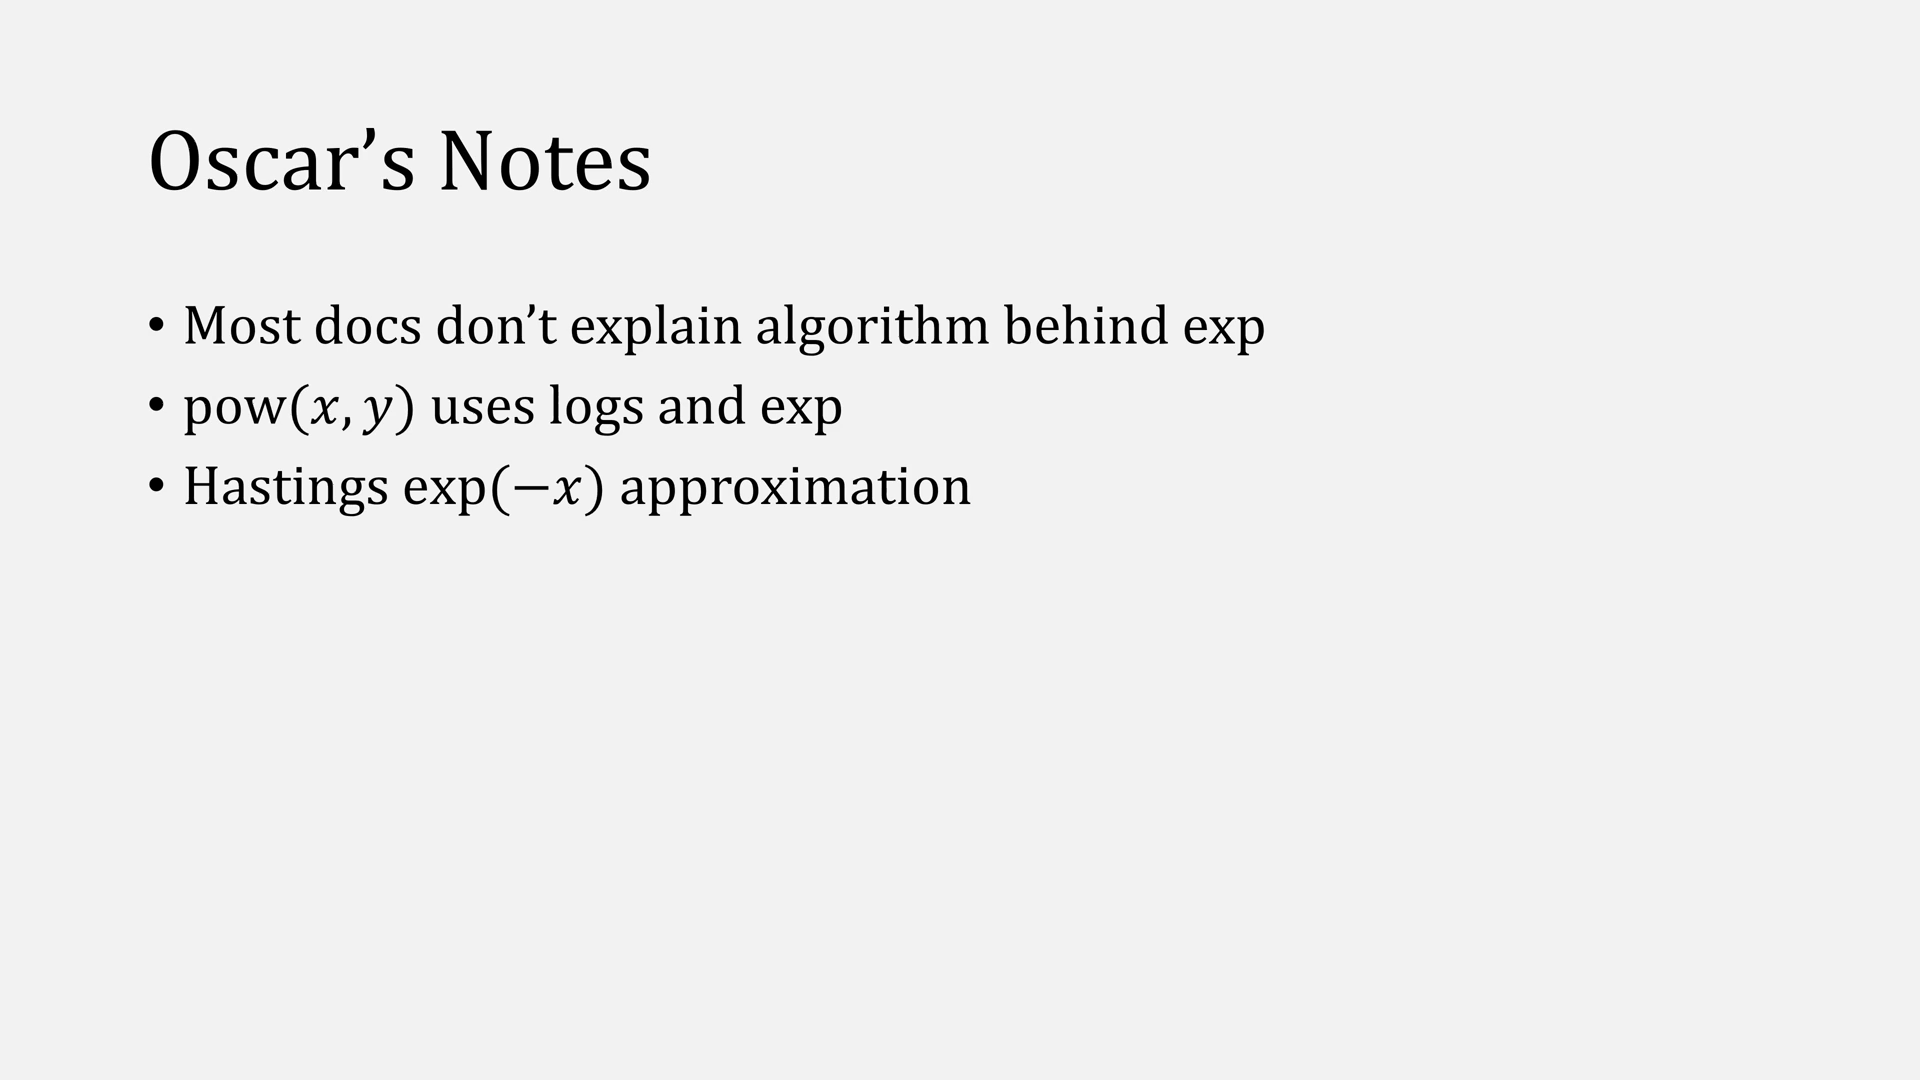 Oscar’s Notes
• Most docs don’t explain algorithm behind exp
• pow(𝑥, 𝑦) uses logs and exp
• Hastings exp(−𝑥) approximation